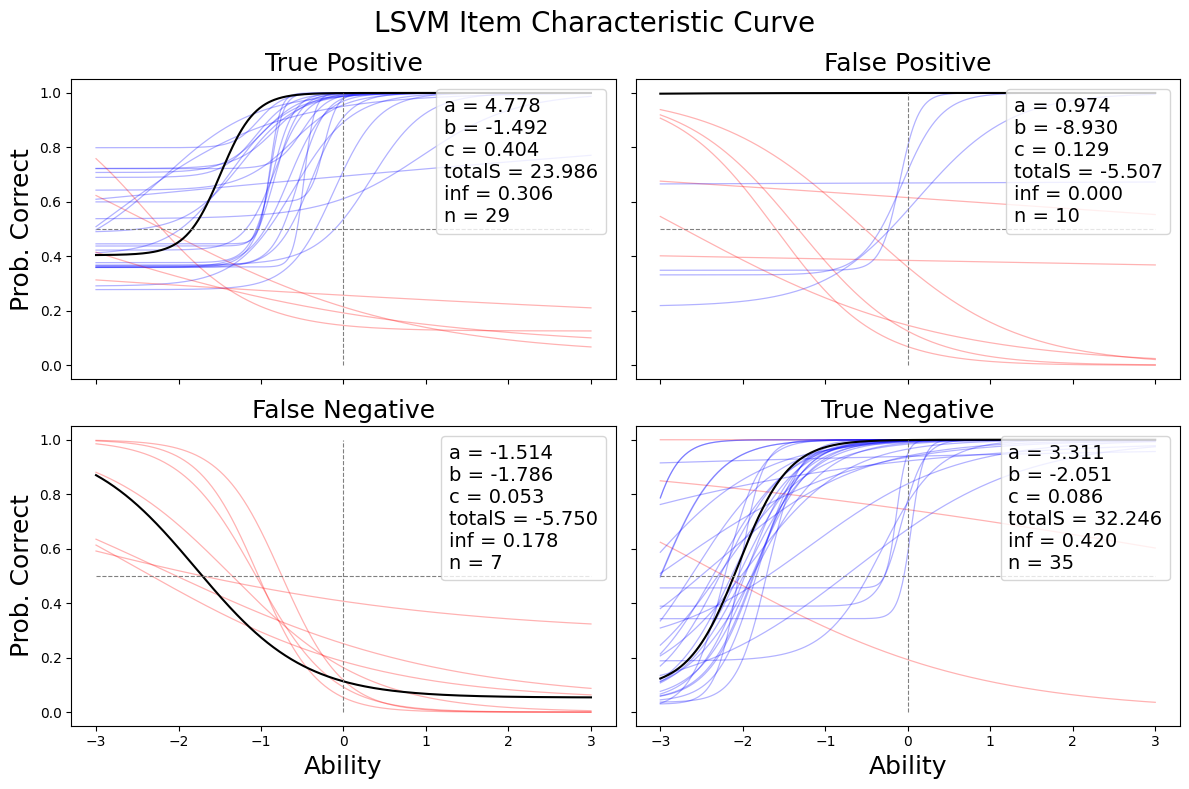 LSVM Item Characteristic Curve
True Positive
False Positive
Prob. Correct
1.0
0.8
0.6
0.4
0.2
0.0
a = 4.778
b = -1.492
c = 0.404
totalS = 23.986
inf = 0.306
n = 29
a = 0.974
b = -8.930
c = 0.129
totalS = -5.507
inf = 0.000
n = 10
False Negative
True Negative
Prob. Correct
1.0
0.8
0.6
0.4
0.2
0.0
a = -1.514
b = -1.786
c = 0.053
totalS = -5.750
inf = 0.178
n = 7
a = 3.311
b = -2.051
c = 0.086
totalS = 32.246
inf = 0.420
n = 35
−3 −2 −1 0 1 2 3
−3 −2 −1 0 1 2 3
Ability
Ability